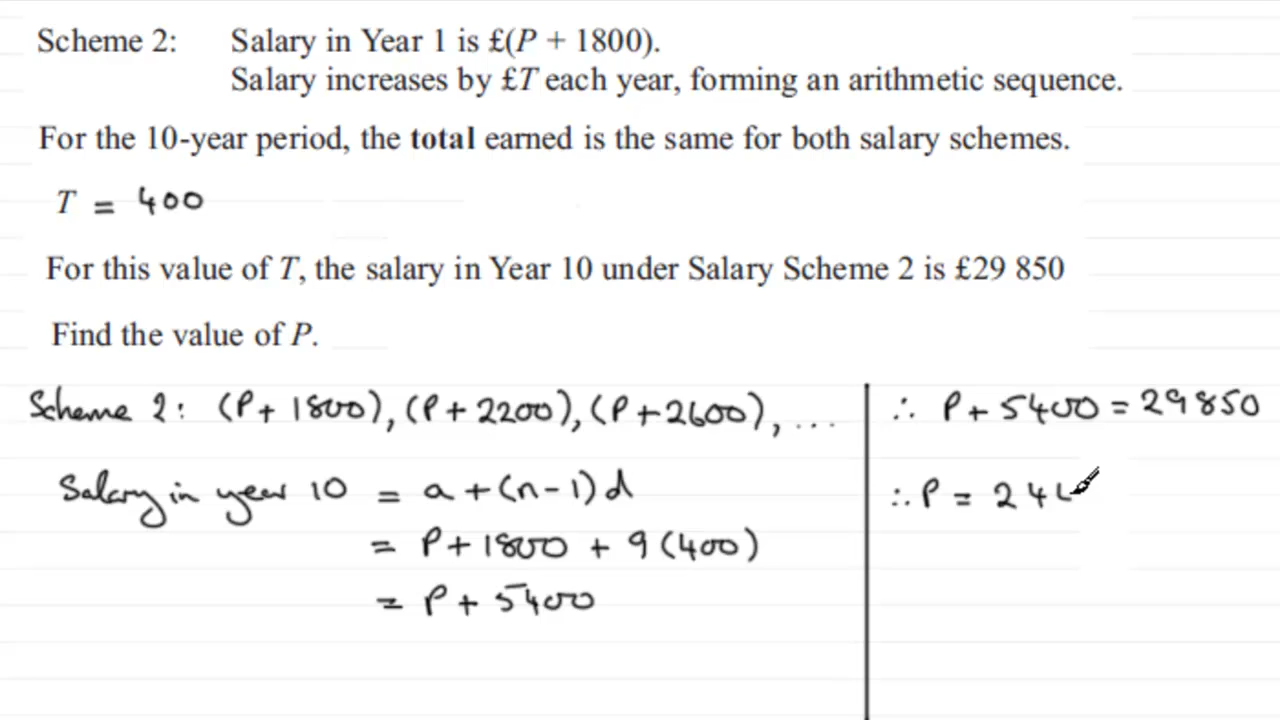 Scheme 2: Salary in Year 1 is £(P + 1800).
Salary increases by £T each year, forming an arithmetic sequence.
For the 10-year period, the total earned is the same for both salary schemes.
T = 400
For this value of T, the salary in Year 10 under Salary Scheme 2 is £29 850
Find the value of P.
Scheme 2: (P + 1800), (P + 2200), (P + 2600), ...
Salary in year 10 = a + (n - 1) d
= P + 1800 + 9 (400)
= P + 5400
∴ P + 5400 = 29850
∴ P = 244